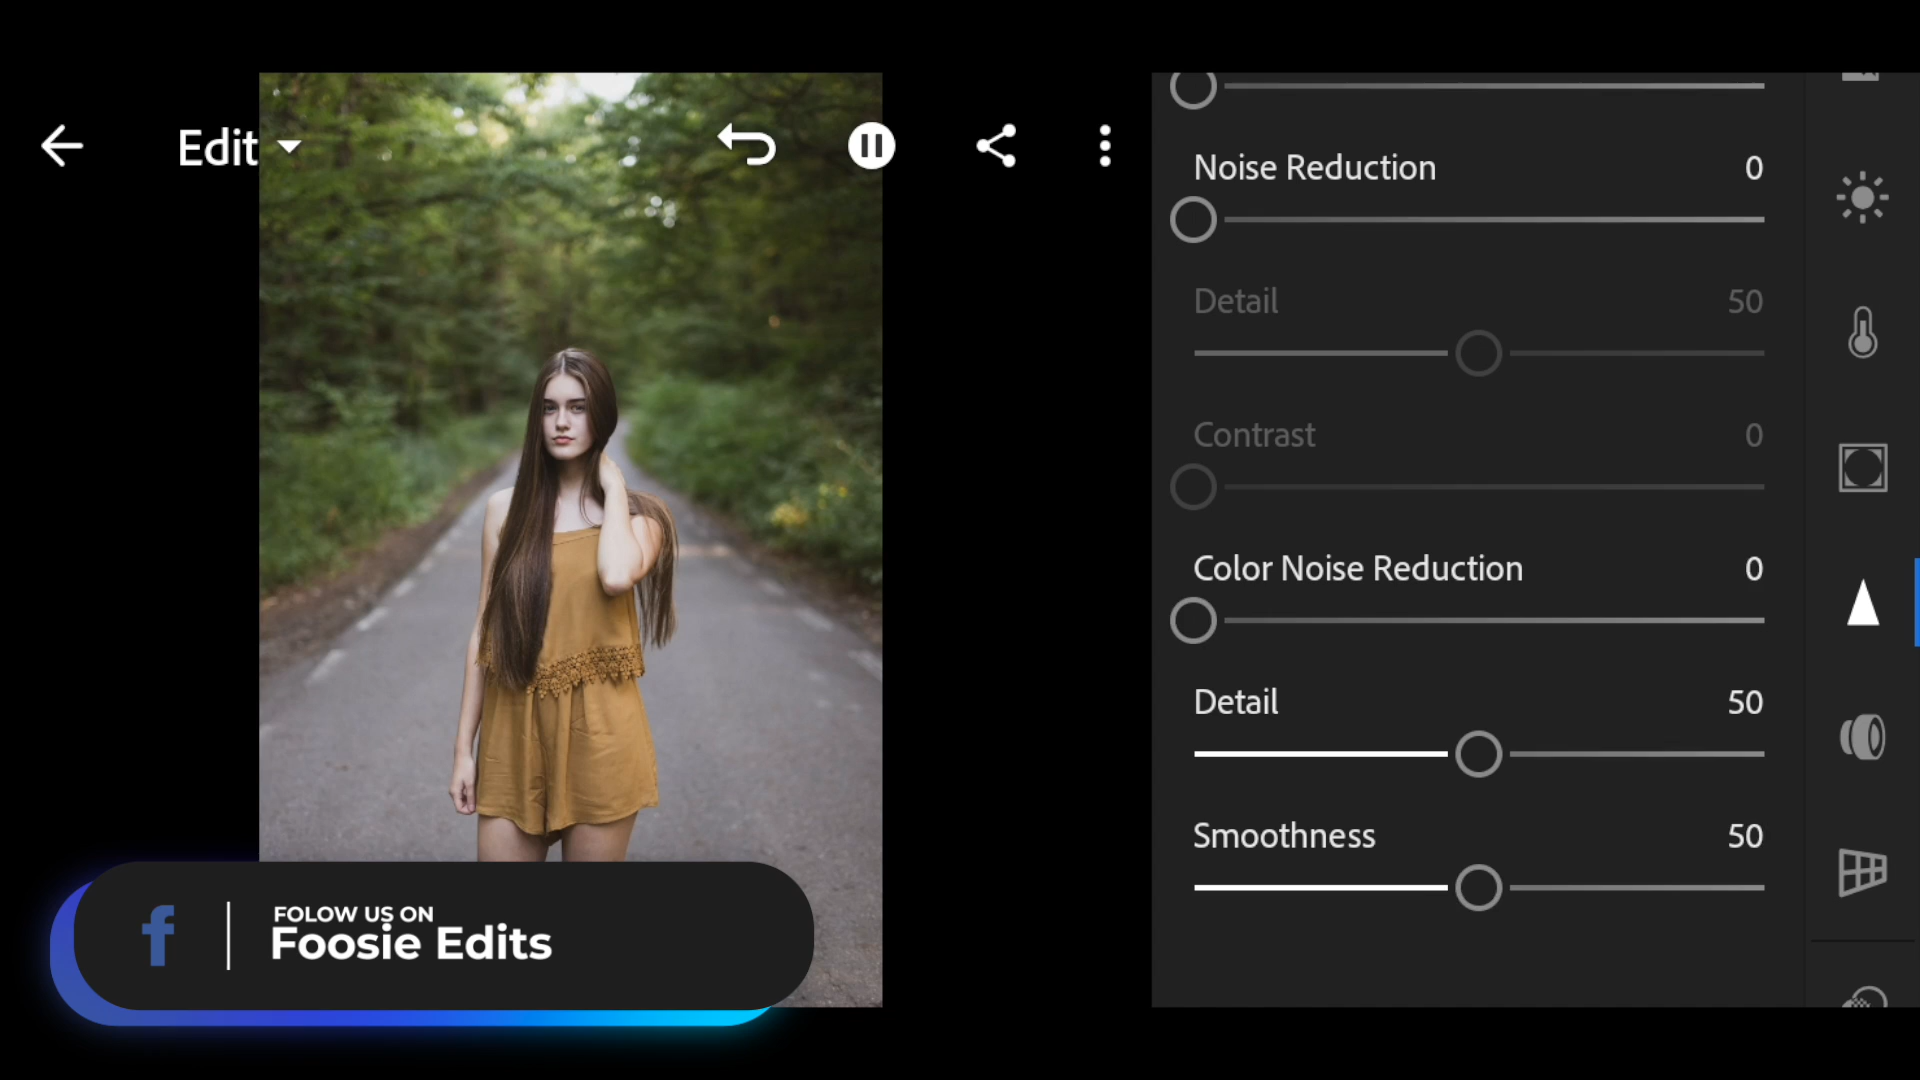 Edit
Noise Reduction 0
Detail 50
Contrast 0
Color Noise Reduction 0
Detail 50
Smoothness 50
f
FOLOW US ON
Foosie Edits